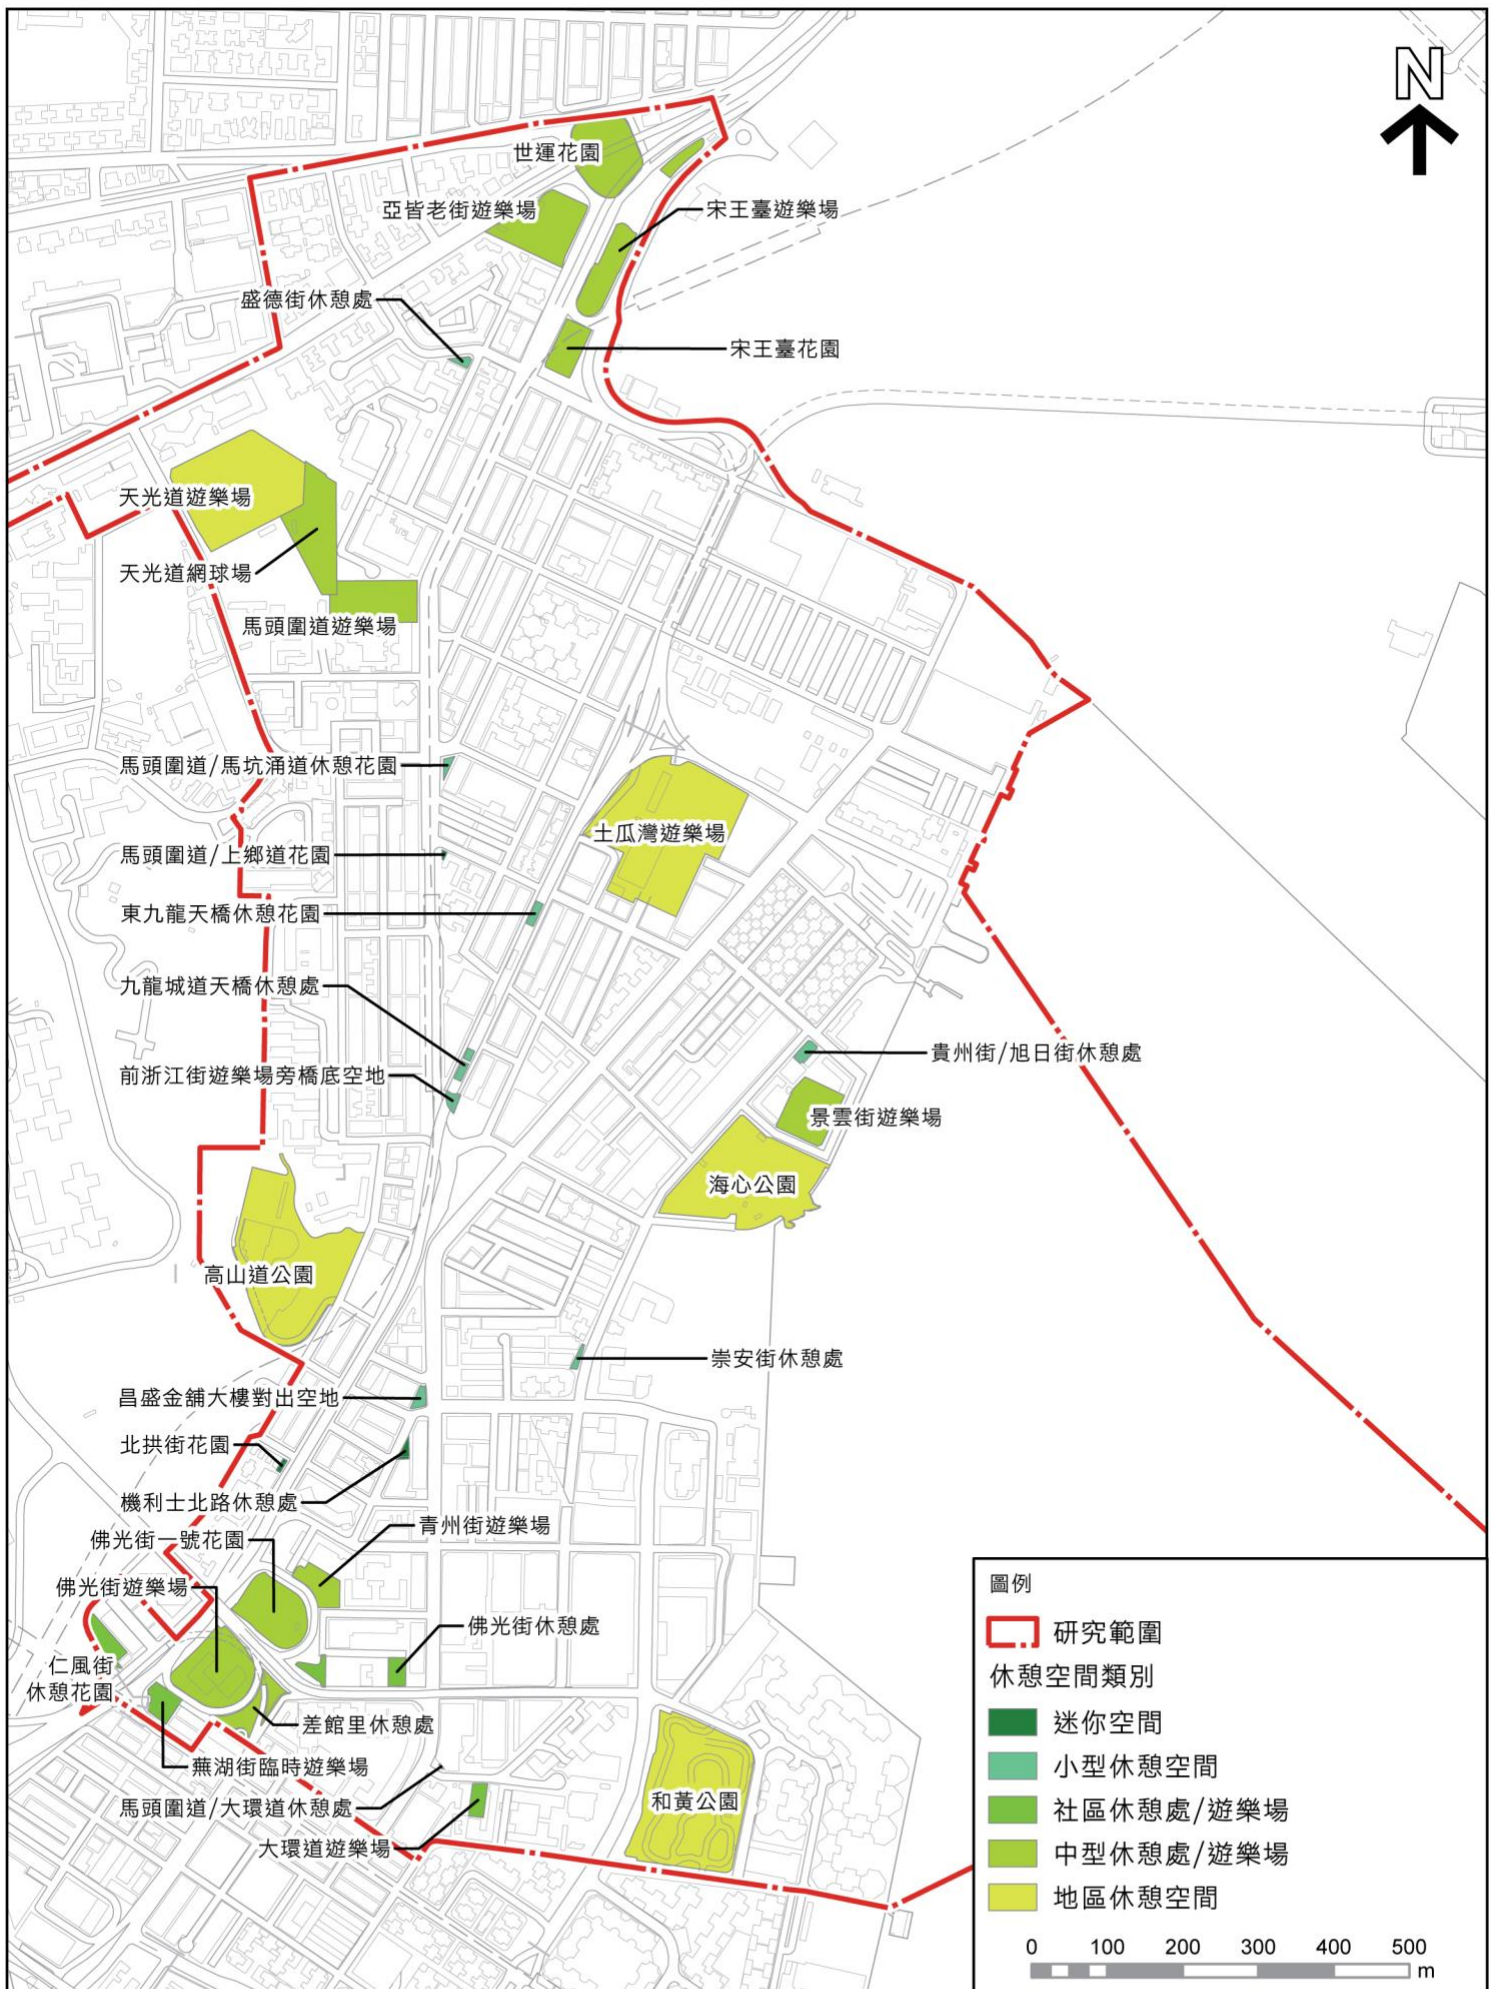 N
世運花園
亞皆老街遊樂場
宋王臺遊樂場
盛德街休憩處
宋王臺花園
天光道遊樂場
天光道網球場
馬頭圍道遊樂場
馬頭圍道/馬坑涌道休憩花園
土瓜灣遊樂場
馬頭圍道/上鄉道花園
東九龍天橋休憩花園
九龍城道天橋休憩處
貴州街/旭日街休憩處
前浙江街遊樂場旁橋底空地
景雲街遊樂場
海心公園
高山道公園
崇安街休憩處
昌盛金舖大樓對出空地
北拱街花園
機利士北路休憩處
青州街遊樂場
佛光街一號花園
佛光街遊樂場
佛光街休憩處
仁風街
休憩花園
差館里休憩處
蕪湖街臨時遊樂場
馬頭圍道/大環道休憩處
和黃公園
大環道遊樂場
圖例
研究範圍
休憩空間類別
迷你空間
小型休憩空間
社區休憩處/遊樂場
中型休憩處/遊樂場
地區休憩空間
0 100 200 300 400 500
m